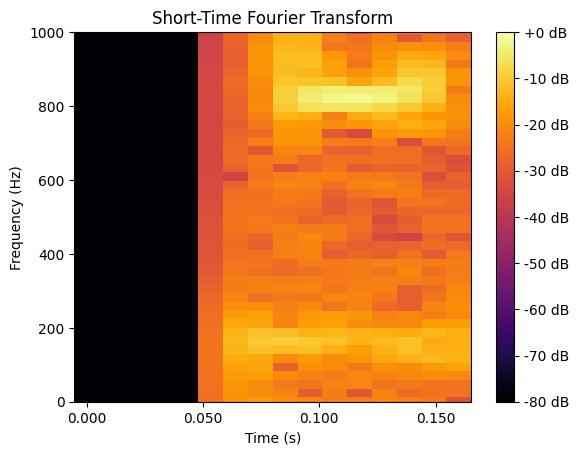 Short-Time Fourier Transform
1000
800
600
400
200
0
Frequency (Hz)
0.000
0.050
0.100
0.150
Time (s)
+0 dB
-10 dB
-20 dB
-30 dB
-40 dB
-50 dB
-60 dB
-70 dB
-80 dB